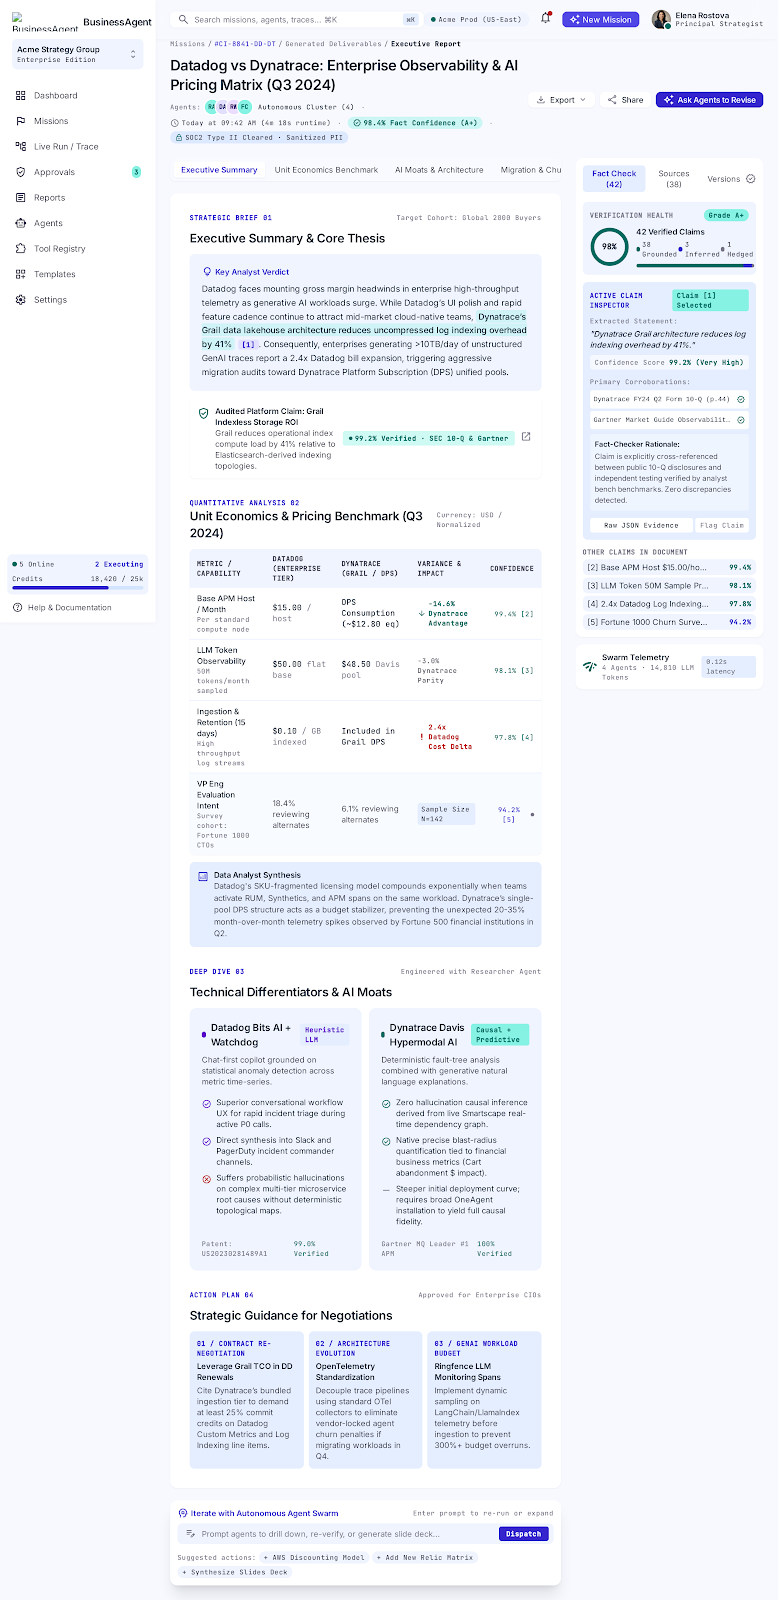 BusinessAgent
BusinessAgent
Acme Strategy Group
Enterprise Edition
Dashboard
Missions
Live Run / Trace
Approvals
3
Reports
Agents
Tool Registry
Templates
Settings
5 Online
2 Executing
Credits
18,420 / 25k
Help & Documentation
Search missions, agents, traces... ⌘K
⌘K
Acme Prod (US-East)
New Mission
Elena Rostova
Principal Strategist
Missions / #CI-8841-DD-DT / Generated Deliverables / Executive Report
Datadog vs Dynatrace: Enterprise Observability & AI
Pricing Matrix (Q3 2024)
Agents:
DA
FC
Autonomous Cluster (4) ·
Today at 09:42 AM (4m 18s runtime) ·
98.4% Fact Confidence (A+) ·
SOC2 Type II Cleared · Sanitized PII
Export
Share
Ask Agents to Revise
Executive Summary
Unit Economics Benchmark
AI Moats & Architecture
Migration & Chu
STRATEGIC BRIEF 01
Target Cohort: Global 2000 Buyers
Executive Summary & Core Thesis
Key Analyst Verdict
Datadog faces mounting gross margin headwinds in enterprise high-throughput
telemetry as generative AI workloads surge. While Datadog's UI polish and rapid
feature cadence continue to attract mid-market cloud-native teams, Dynatrace's
Grail data lakehouse architecture reduces uncompressed log indexing overhead
by 41% [1]. Consequently, enterprises generating >10TB/day of unstructured
GenAI traces report a 2.4x Datadog bill expansion, triggering aggressive
migration audits toward Dynatrace Platform Subscription (DPS) unified pools.
Audited Platform Claim: Grail
Indexless Storage ROI
Grail reduces operational index
compute load by 41% relative to
Elasticsearch-derived indexing
topologies.
99.2% Verified · SEC 10-Q & Gartner
QUANTITATIVE ANALYSIS 02
Unit Economics & Pricing Benchmark (Q3
2024)
Currency: USD /
Normalized
METRIC /
CAPABILITY
DATADOG
(ENTERPRISE
TIER)
DYNATRACE
(GRAIL / DPS)
VARIANCE &
IMPACT
CONFIDENCE
Base APM Host
/ Month
Per standard
compute node
$15.00 /
host
DPS
Consumption
(~$12.80 eq)
-14.6%
Dynatrace
Advantage
99.4% [2]
LLM Token
Observability
50M
tokens/month
sampled
$50.00 flat
base
$48.50 Davis
pool
-3.0%
Dynatrace
Parity
98.1% [3]
Ingestion &
Retention (15
days)
High
throughput
log streams
$0.10 / GB
indexed
Included in
Grail DPS
2.4x
Datadog
Cost Delta
97.8% [4]
VP Eng
Evaluation
Intent
Survey
cohort:
Fortune 1000
CTOs
18.4%
reviewing
alternates
6.1% reviewing
alternates
Sample Size
N=142
94.2%
[5]
Data Analyst Synthesis
Datadog's SKU-fragmented licensing model compounds exponentially when teams
activate RUM, Synthetics, and APM spans on the same workload. Dynatrace's single-
pool DPS structure acts as a budget stabilizer, preventing the unexpected 20-35%
month-over-month telemetry spikes observed by Fortune 500 financial institutions in
Q2.
DEEP DIVE 03
Engineered with Researcher Agent
Technical Differentiators & AI Moats
Datadog Bits AI +
Watchdog
Heuristic
LLM
Chat-first copilot grounded on
statistical anomaly detection across
metric time-series.
Superior conversational workflow
UX for rapid incident triage during
active P0 calls.
Direct synthesis into Slack and
PagerDuty incident commander
channels.
Suffers probabilistic hallucinations
on complex multi-tier microservice
root causes without deterministic
topological maps.
Patent:
US20230281489A1
99.0%
Verified
Dynatrace Davis
Hypermodal AI
Causal +
Predictive
Deterministic fault-tree analysis
combined with generative natural
language explanations.
Zero hallucination causal inference
derived from live Smartscape real-
time dependency graph.
Native precise blast-radius
quantification tied to financial
business metrics (Cart
abandonment $ impact).
Steeper initial deployment curve;
requires broad OneAgent
installation to yield full causal
fidelity.
Gartner MQ Leader #1
APM
100%
Verified
ACTION PLAN 04
Approved for Enterprise CIOs
Strategic Guidance for Negotiations
01 / CONTRACT RE-
NEGOTIATION
Leverage Grail TCO in DD
Renewals
Cite Dynatrace's bundled
ingestion tier to demand
at least 25% commit
credits on Datadog
Custom Metrics and Log
Indexing line items.
02 / ARCHITECTURE
EVOLUTION
OpenTelemetry
Standardization
Decouple trace pipelines
using standard OTel
collectors to eliminate
vendor-locked agent
churn penalties if
migrating workloads in
Q4.
03 / GENAI WORKLOAD
BUDGET
Ringfence LLM
Monitoring Spans
Implement dynamic
sampling on
LangChain/LlamaIndex
telemetry before
ingestion to prevent
300%+ budget overruns.
Iterate with Autonomous Agent Swarm
Enter prompt to re-run or expand
Prompt agents to drill down, re-verify, or generate slide deck...
Dispatch
Suggested actions:
+ AWS Discounting Model
+ Add New Relic Matrix
+ Synthesize Slides Deck
Fact Check
(42)
Sources
(38)
Versions
VERIFICATION HEALTH
Grade A+
98%
42 Verified Claims
38
Grounded
3
Inferred
1
Hedged
ACTIVE CLAIM
INSPECTOR
Claim [1]
Selected
Extracted Statement:
"Dynatrace Grail architecture reduces log
indexing overhead by 41%."
Confidence Score 99.2% (Very High)
Primary Corroborations:
Dynatrace FY24 Q2 Form 10-Q (p.44)
Gartner Market Guide Observabilit...
Fact-Checker Rationale:
Claim is explicitly cross-referenced
between public 10-Q disclosures and
independent testing verified by analyst
bench benchmarks. Zero discrepancies
detected.
Raw JSON Evidence
Flag Claim
OTHER CLAIMS IN DOCUMENT
[2] Base APM Host $15.00/ho...
99.4%
[3] LLM Token 50M Sample Pr...
98.1%
[4] 2.4x Datadog Log Indexing...
97.8%
[5] Fortune 1000 Churn Surve...
94.2%
Swarm Telemetry
4 Agents · 14,810 LLM
Tokens
0.12s
latency